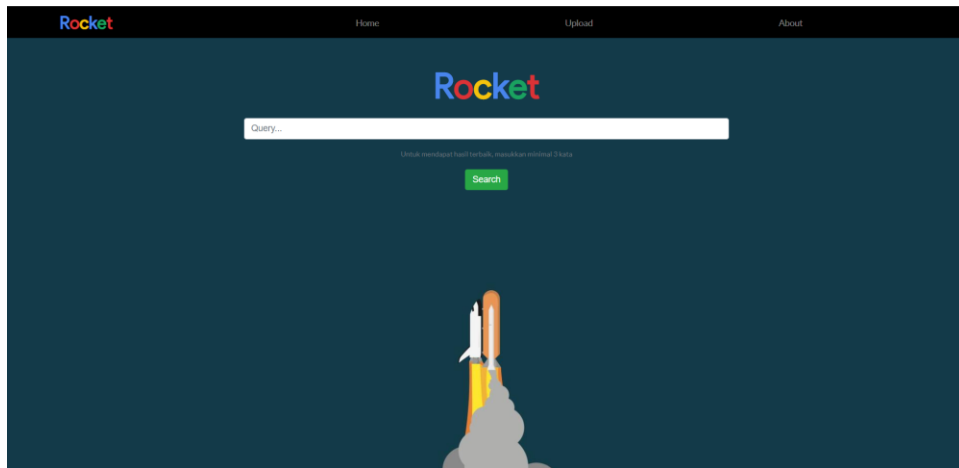 Rocket Home Upload About
Rocket
Query...
Untuk mendapat hasil terbaik, masukkan minimal 3 kata
Search